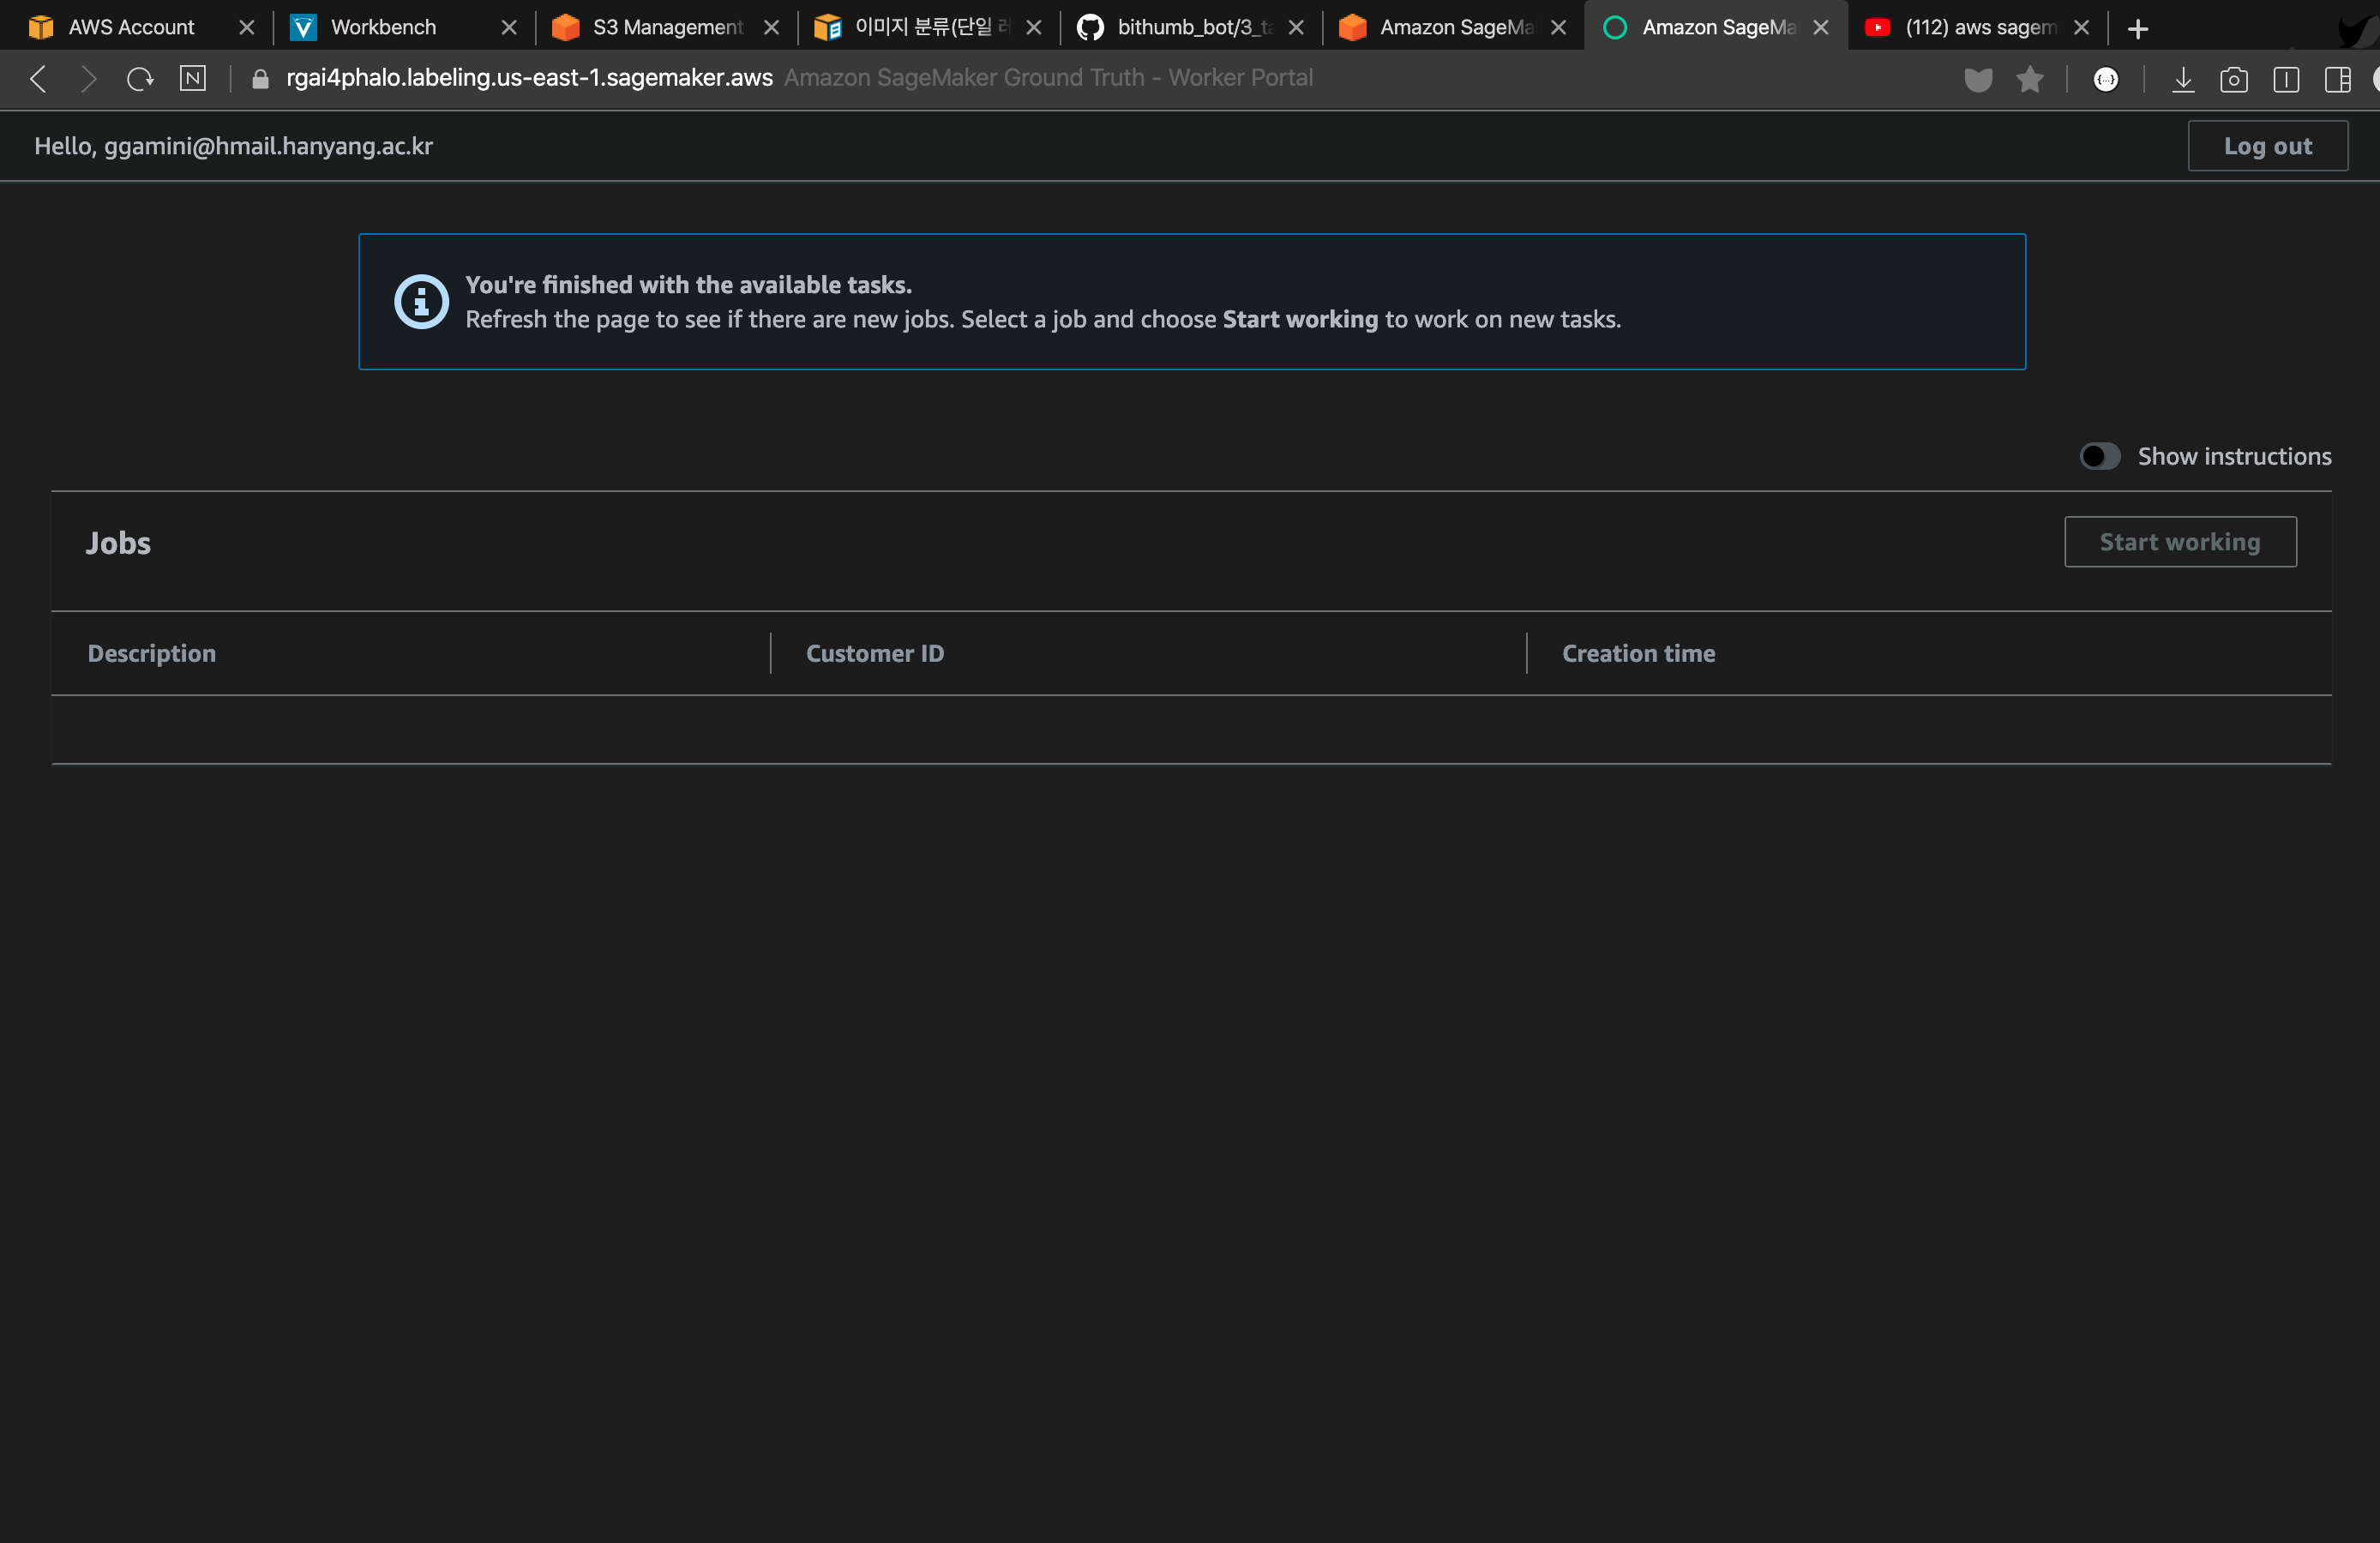 AWS Account
Workbench
S3 Management
이미지 분류(단일
bithumb_bot/3_ta
Amazon SageMa
Amazon SageMa
(112) aws sagem
rgai4phalo.labeling.us-east-1.sagemaker.aws Amazon SageMaker Ground Truth - Worker Portal
Hello, ggamini@hmail.hanyang.ac.kr
Log out
You're finished with the available tasks.
Refresh the page to see if there are new jobs. Select a job and choose Start working to work on new tasks.
Show instructions
Jobs
Start working
Description
Customer ID
Creation time